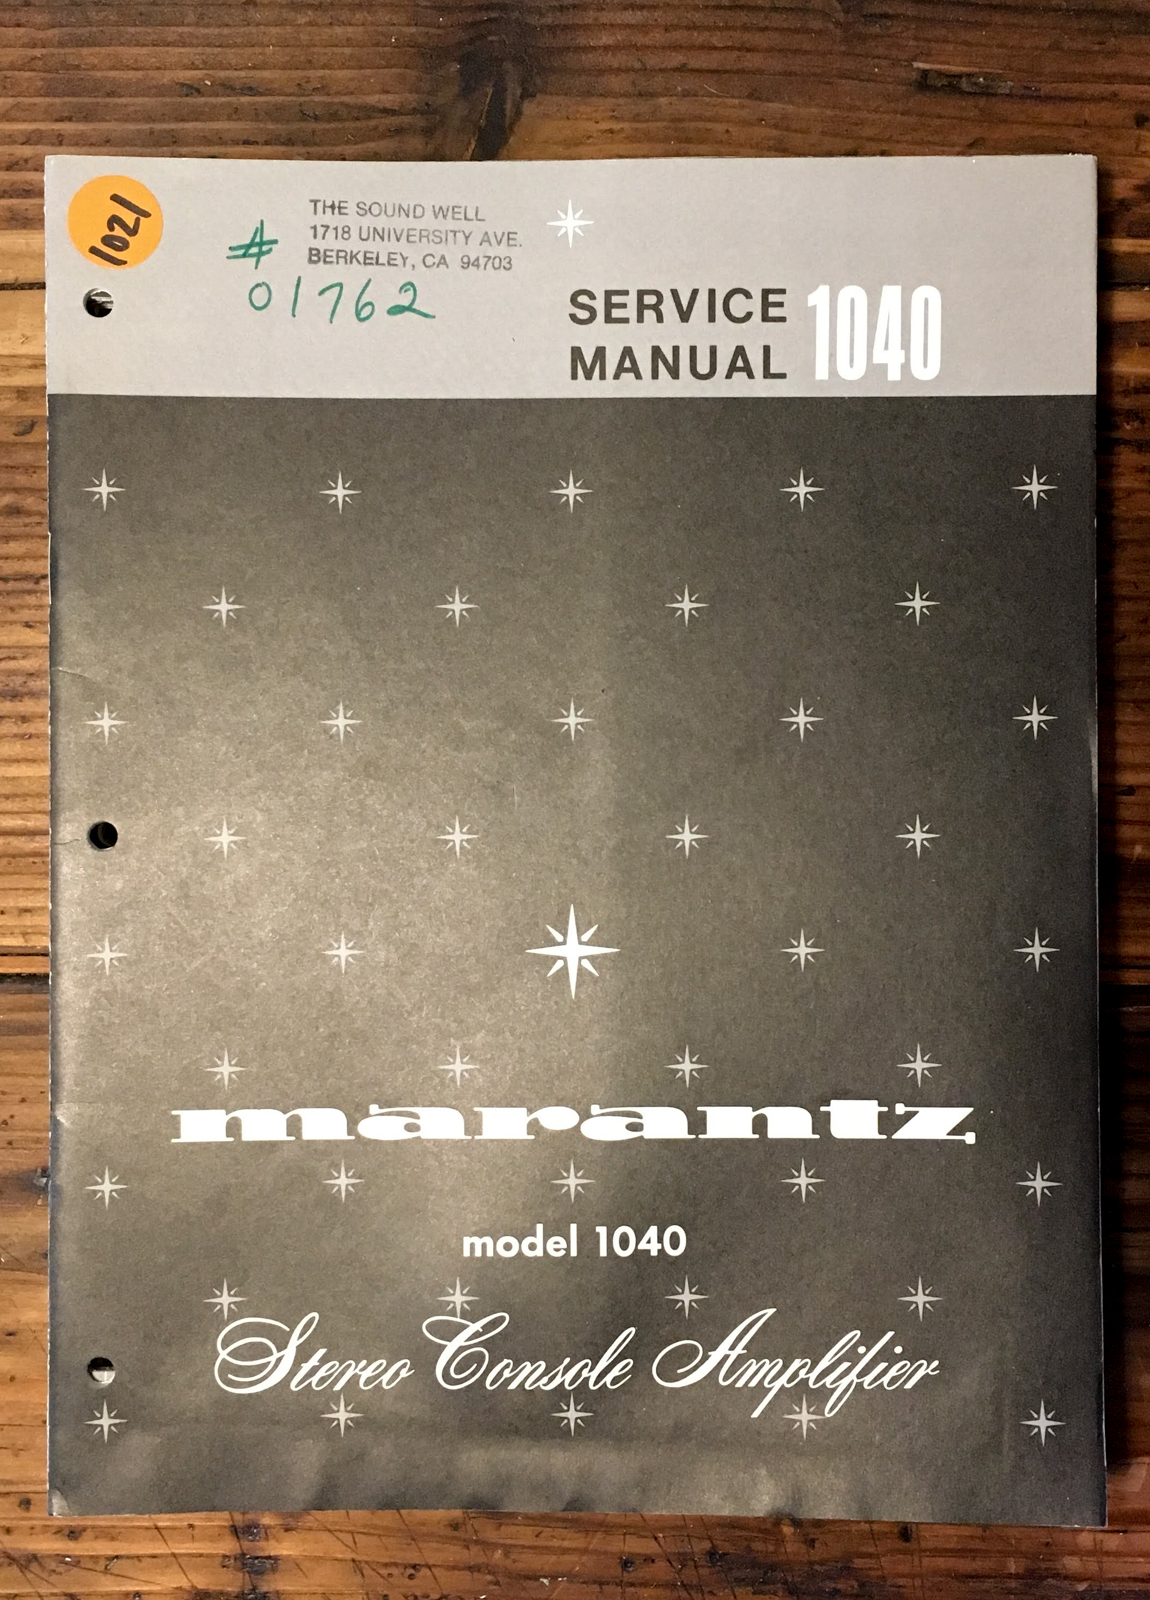 1021
THE SOUND WELL
1718 UNIVERSITY AVE.
BERKELEY, CA 94703
# 01762
SERVICE
MANUAL
1040
marantz
model 1040
Stereo Console Amplifier